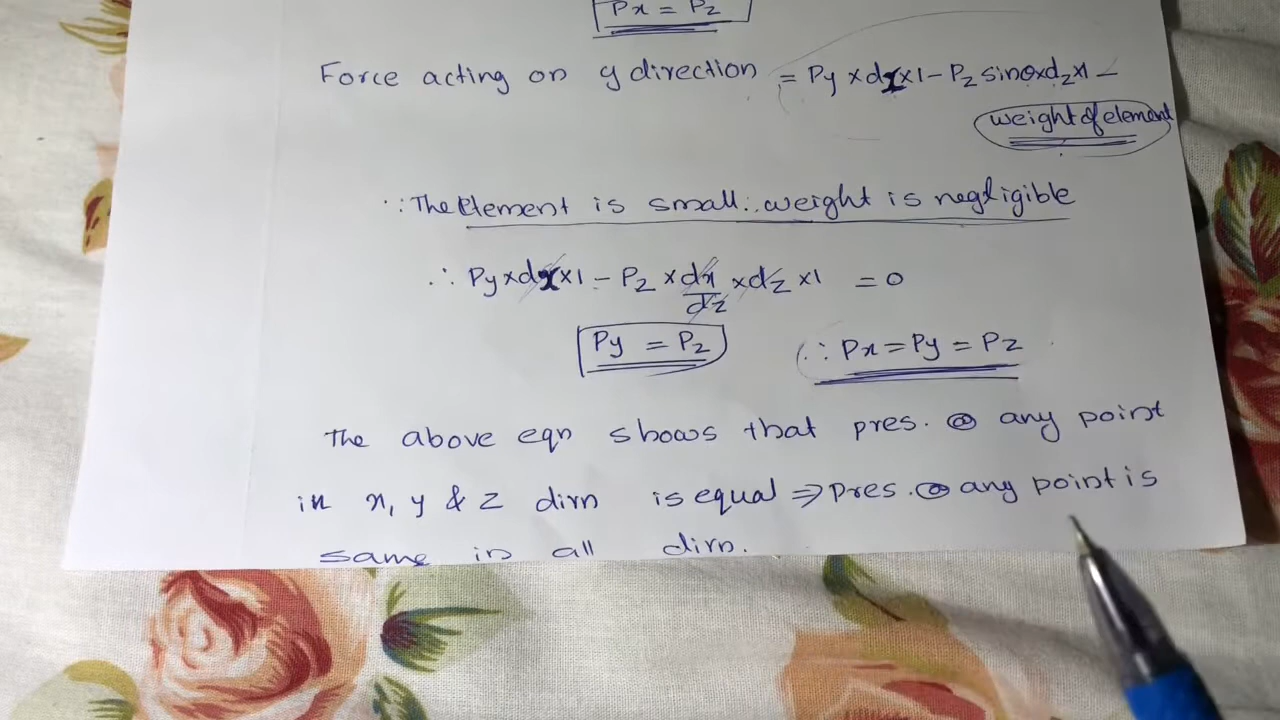 Px = Pz
Force acting on y direction = Py × dx × 1 - Pz sinθ × dz × 1 -
weight of element
∵ The Element is small ∴ weight is negligible
∴ Py × dx × 1 - Pz × dx/dz × dz × 1 = 0
Py = Pz ∴ Px = Py = Pz
The above eqn shows that pres. @ any point
in x, y & z dirn is equal ⇒ Pres. @ any point is
same in all dirn.